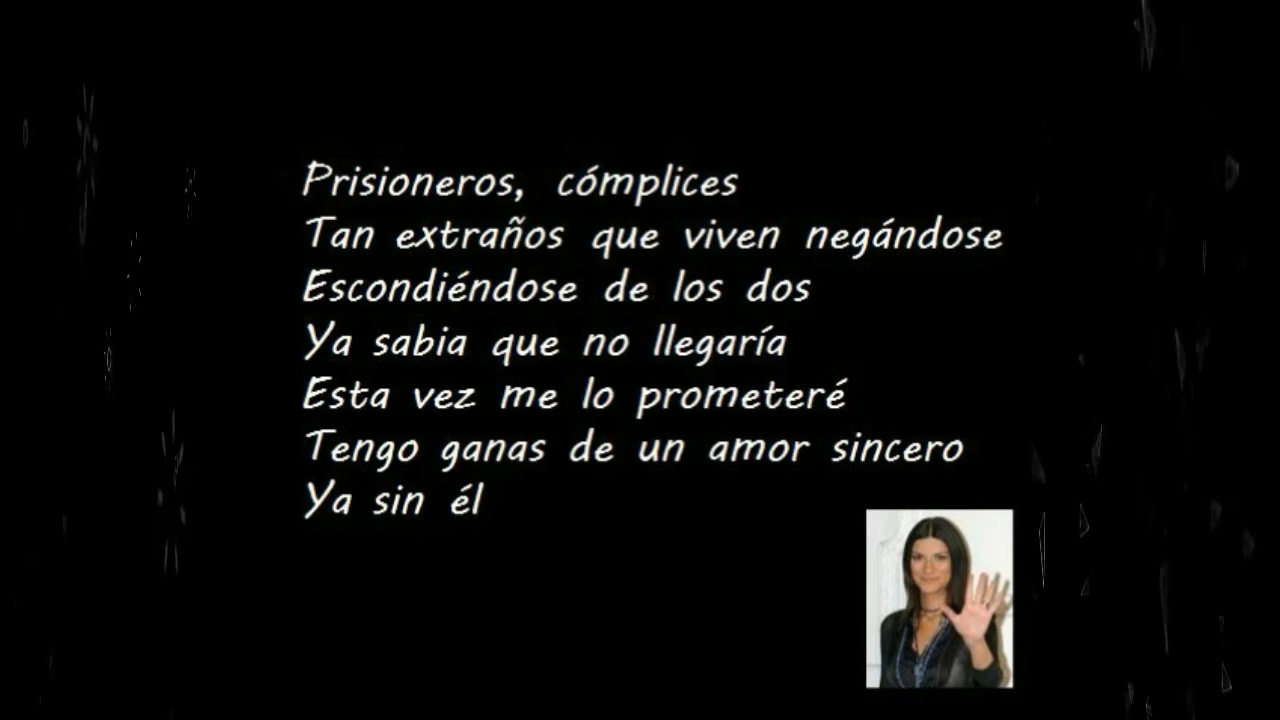 Prisioneros, cómplices
Tan extraños que viven negándose
Escondiéndose de los dos
Ya sabia que no llegaría
Esta vez me lo prometeré
Tengo ganas de un amor sincero
Ya sin él